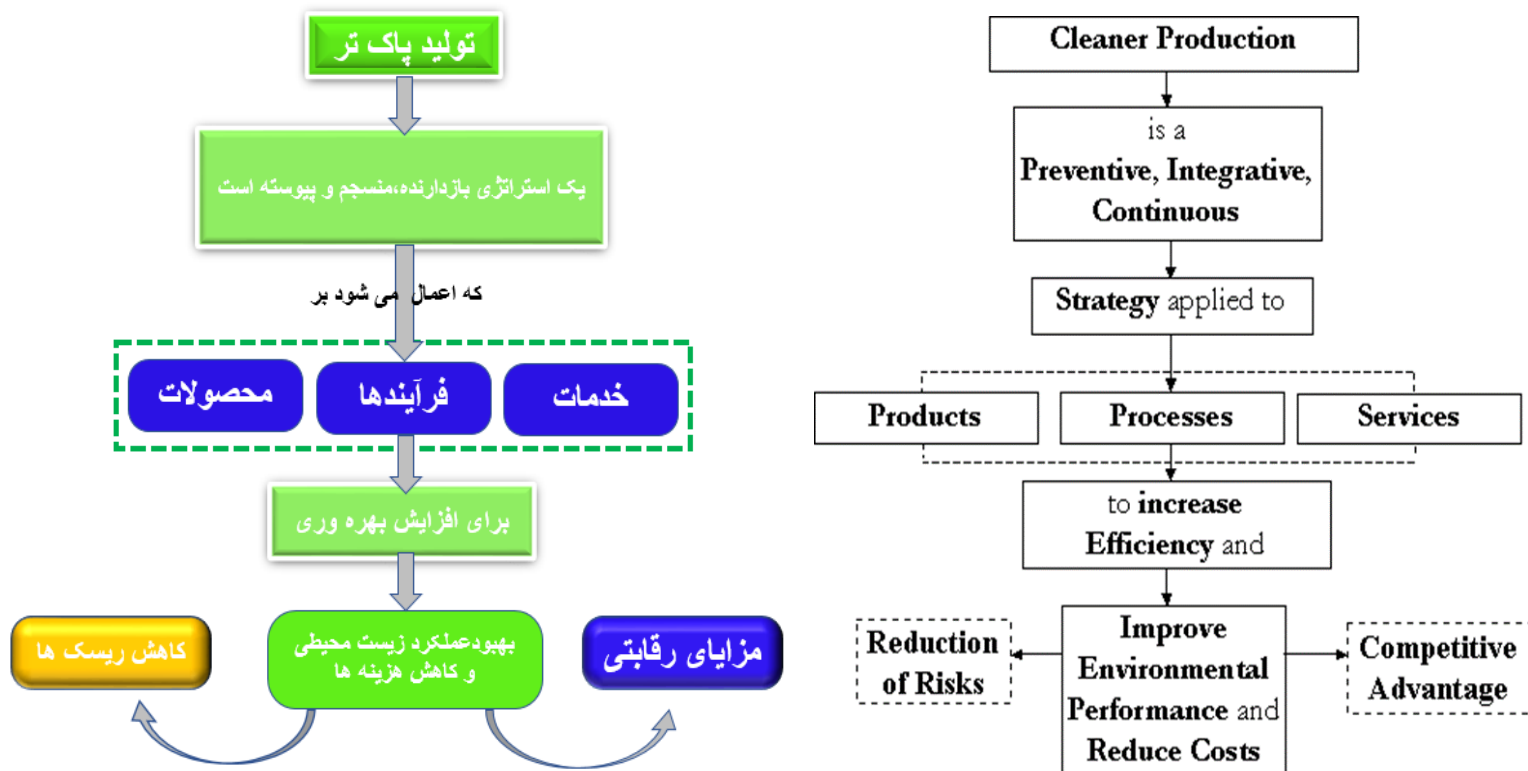 تولید پاک تر
یک استراتژی بازدارنده،منسجم و پیوسته است
که اعمال می شود بر
خدمات
فرآیندها
محصولات
برای افزایش بهره وری
مزایای رقابتی
بهبودعملکرد زیست محیطی
و کاهش هزینه ها
کاهش ریسک ها
Cleaner Production
is a
Preventive, Integrative,
Continuous
Strategy applied to
Products
Processes
Services
to increase
Efficiency and
Reduction
of Risks
Improve
Environmental
Performance and
Reduce Costs
Competitive
Advantage